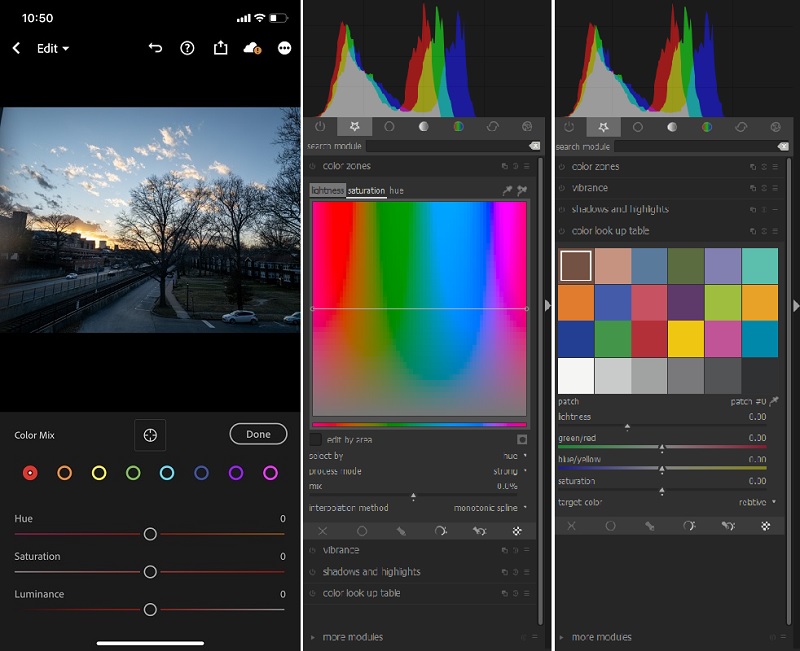 10:50
Edit
Color Mix
Done
Hue 0
Saturation 0
Luminance 0
search module
color zones
lightness saturation hue
edit by area
select by hue
process mode strong
mix 0.0%
interpolation method monotonic spline
vibrance
shadows and highlights
color look up table
more modules
search module
color zones
vibrance
shadows and highlights
color look up table
patch patch #0
lightness 0.00
green/red 0.00
blue/yellow 0.00
saturation 0.00
target color relative
more modules